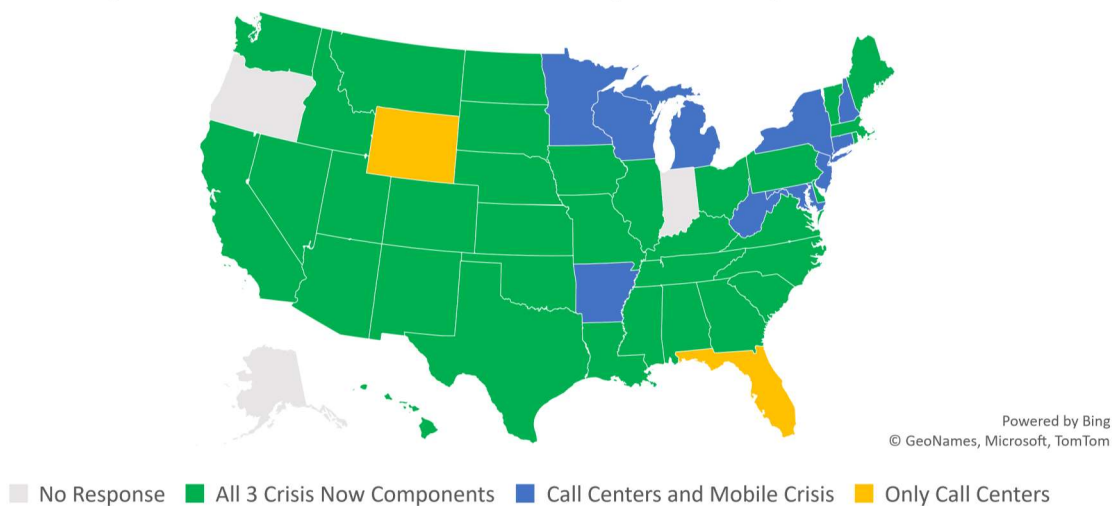 Powered by Bing
© GeoNames, Microsoft, TomTom
No Response All 3 Crisis Now Components Call Centers and Mobile Crisis Only Call Centers